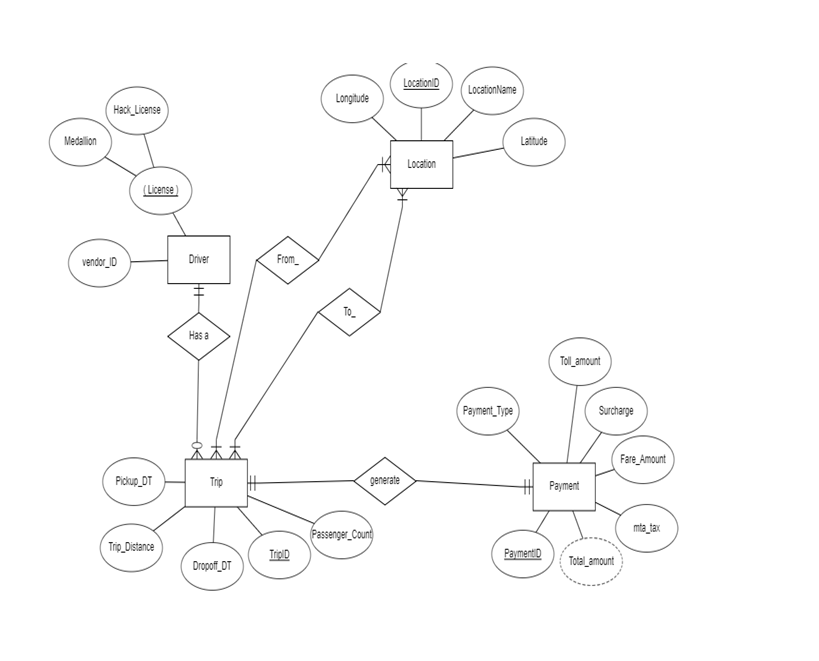 LocationID
LocationName
Longitude
Hack_License
Medallion
Latitude
Location
( License )
Driver
vendor_ID
From_
To_
Has a
Toll_amount
Payment_Type
Surcharge
Fare_Amount
Pickup_DT
Trip
generate
Payment
mta_tax
Passenger_Count
Trip_Distance
TripID
Dropoff_DT
PaymentID
Total_amount